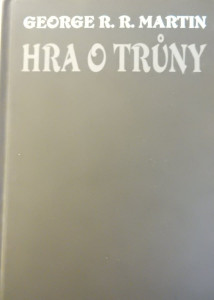 GEORGE R. R. MARTIN
HRA O TRŮNY